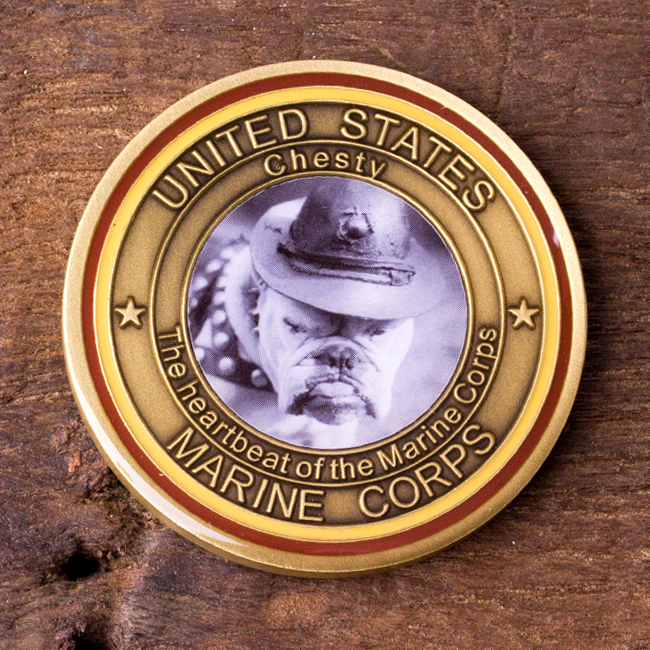 UNITED STATES
Chesty
The heartbeat of the Marine Corps
MARINE CORPS